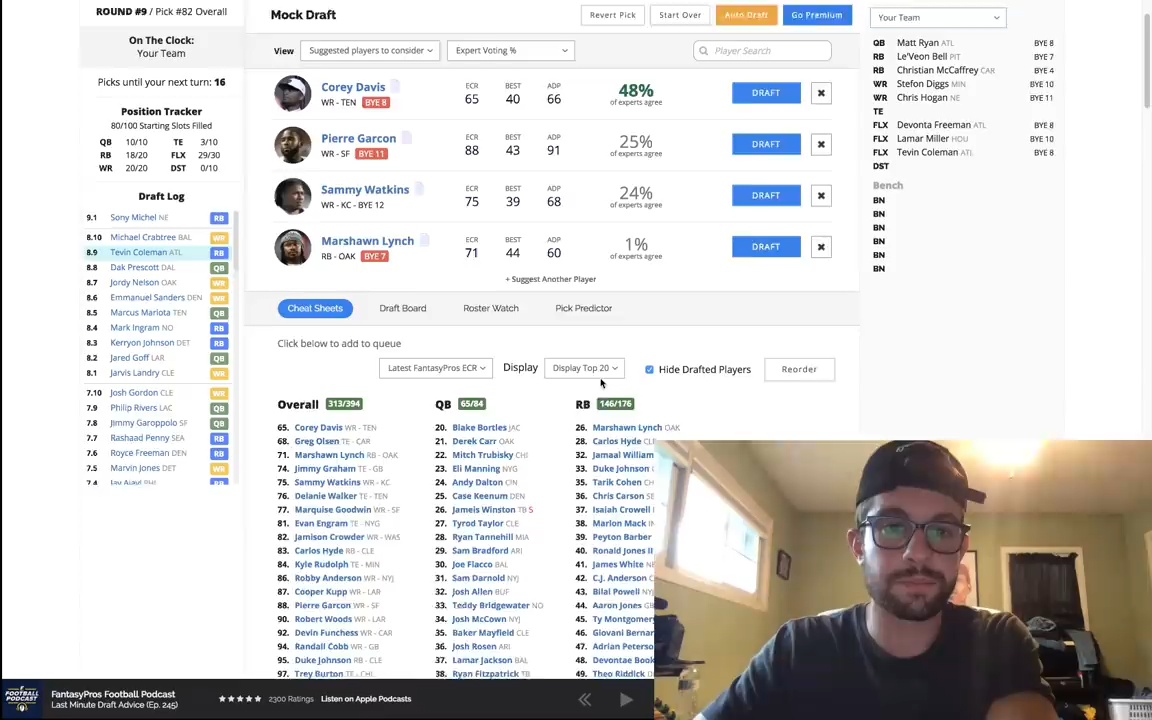 ROUND #9 / Pick #82 Overall
On The Clock:
Your Team
Picks until your next turn: 16
Position Tracker
80/100 Starting Slots Filled
QB 10/10 TE 3/10
RB 18/20 FLX 29/30
WR 20/20 DST 0/10
Draft Log
9.1 Sony Michel NE RB
8.10 Michael Crabtree BAL WR
8.9 Tevin Coleman ATL RB
8.8 Dak Prescott DAL QB
8.7 Jordy Nelson OAK WR
8.6 Emmanuel Sanders DEN WR
8.5 Marcus Mariota TEN QB
8.4 Mark Ingram NO RB
8.3 Kerryon Johnson DET RB
8.2 Jared Goff LAR QB
8.1 Jarvis Landry CLE WR
7.10 Josh Gordon CLE WR
7.9 Philip Rivers LAC QB
7.8 Jimmy Garoppolo SF QB
7.7 Rashaad Penny SEA RB
7.6 Royce Freeman DEN RB
7.5 Marvin Jones DET WR
7.4 Jay Ajayi PHI RB
Mock Draft
Revert Pick Start Over Auto Draft Go Premium
View Suggested players to consider Expert Voting % Player Search
Corey Davis
WR - TEN BYE 8
ECR BEST ADP
65 40 66
48%
of experts agree
DRAFT ✖
Pierre Garcon
WR - SF BYE 11
ECR BEST ADP
88 43 91
25%
of experts agree
DRAFT ✖
Sammy Watkins
WR - KC - BYE 12
ECR BEST ADP
75 39 68
24%
of experts agree
DRAFT ✖
Marshawn Lynch
RB - OAK BYE 7
ECR BEST ADP
71 44 60
1%
of experts agree
DRAFT ✖
+ Suggest Another Player
Cheat Sheets Draft Board Roster Watch Pick Predictor
Click below to add to queue
Latest FantasyPros ECR Display Display Top 20 Hide Drafted Players Reorder
Overall 313/394
65. Corey Davis WR - TEN
68. Greg Olsen TE - CAR
71. Marshawn Lynch RB - OAK
74. Jimmy Graham TE - GB
75. Sammy Watkins WR - KC
76. Delanie Walker TE - TEN
77. Marquise Goodwin WR - SF
81. Evan Engram TE - NYG
82. Jamison Crowder WR - WAS
83. Carlos Hyde RB - CLE
84. Kyle Rudolph TE - MIN
86. Robby Anderson WR - NYJ
87. Cooper Kupp WR - LAR
88. Pierre Garcon WR - SF
90. Robert Woods WR - LAR
92. Devin Funchess WR - CAR
94. Randall Cobb WR - GB
95. Duke Johnson RB - CLE
97. Trey Burton TE - CHI
QB 65/84
20. Blake Bortles JAC
21. Derek Carr OAK
22. Mitch Trubisky CHI
23. Eli Manning NYG
24. Andy Dalton CIN
25. Case Keenum DEN
26. Jameis Winston TB S
27. Tyrod Taylor CLE
28. Ryan Tannehill MIA
29. Sam Bradford ARI
30. Joe Flacco BAL
31. Sam Darnold NYJ
32. Josh Allen BUF
33. Teddy Bridgewater NO
34. Josh McCown NYJ
35. Baker Mayfield CLE
36. Josh Rosen ARI
37. Lamar Jackson BAL
38. Ryan Fitzpatrick TB
RB 146/176
26. Marshawn Lynch OAK
28. Carlos Hyde CLE
32. Jamaal William
33. Duke Johnson
35. Tarik Cohen
36. Chris Carson
37. Isaiah Crowell
38. Marlon Mack
39. Peyton Barber
40. Ronald Jones II
41. James White
42. C.J. Anderson
43. Bilal Powell
44. Aaron Jones
45. Ty Montgomery
46. Giovani Bernar
47. Adrian Peterso
48. Devontae Book
49. Theo Riddick
Your Team
QB Matt Ryan ATL BYE 8
RB Le'Veon Bell PIT BYE 7
RB Christian McCaffrey CAR BYE 4
WR Stefon Diggs MIN BYE 10
WR Chris Hogan NE BYE 11
TE
FLX Devonta Freeman ATL BYE 8
FLX Lamar Miller HOU BYE 10
FLX Tevin Coleman ATL BYE 8
DST
Bench
BN
BN
BN
BN
BN
BN
FOOTBALL PODCAST
FantasyPros Football Podcast
Last Minute Draft Advice (Ep. 245)
★★★★★ 2300 Ratings Listen on Apple Podcasts